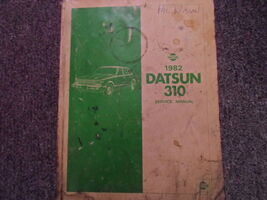 1982
DATSUN
310
SERVICE MANUAL